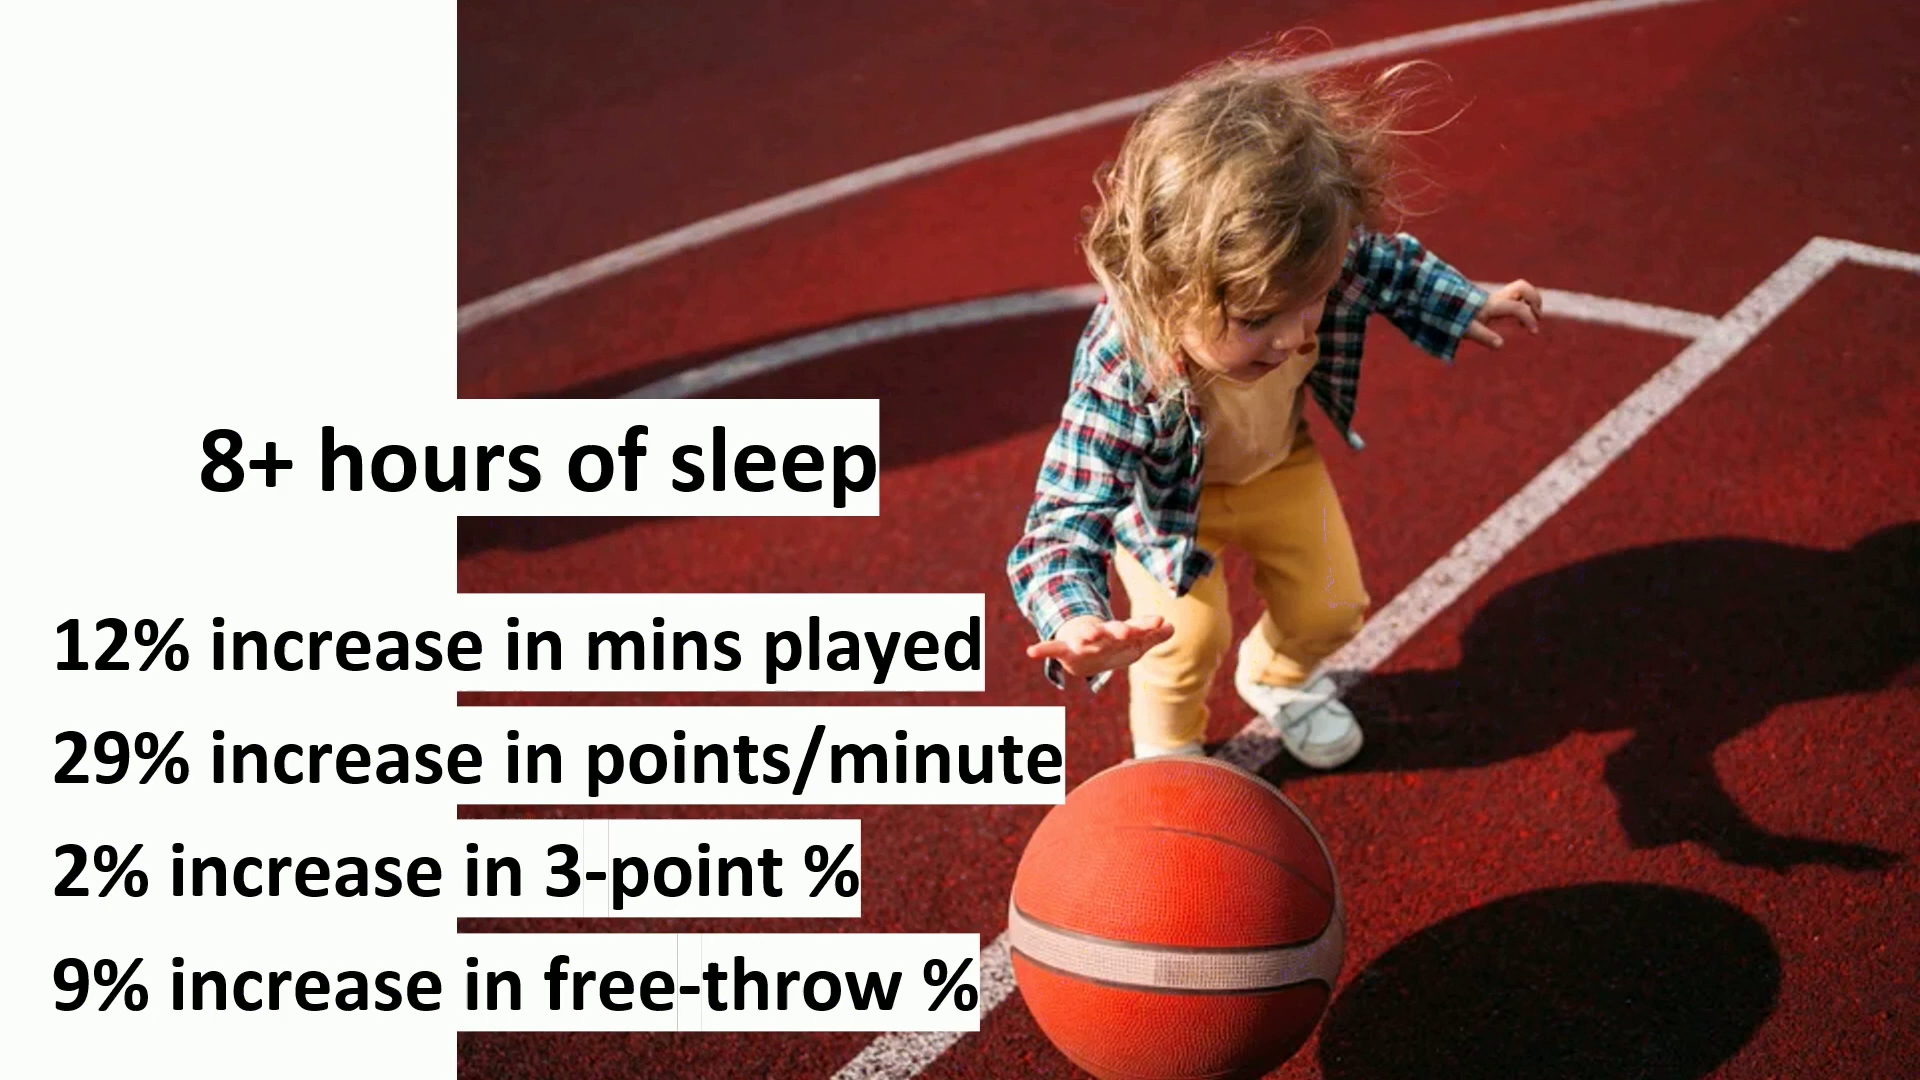 8+ hours of sleep
12% increase in mins played
29% increase in points/minute
2% increase in 3-point %
9% increase in free-throw %